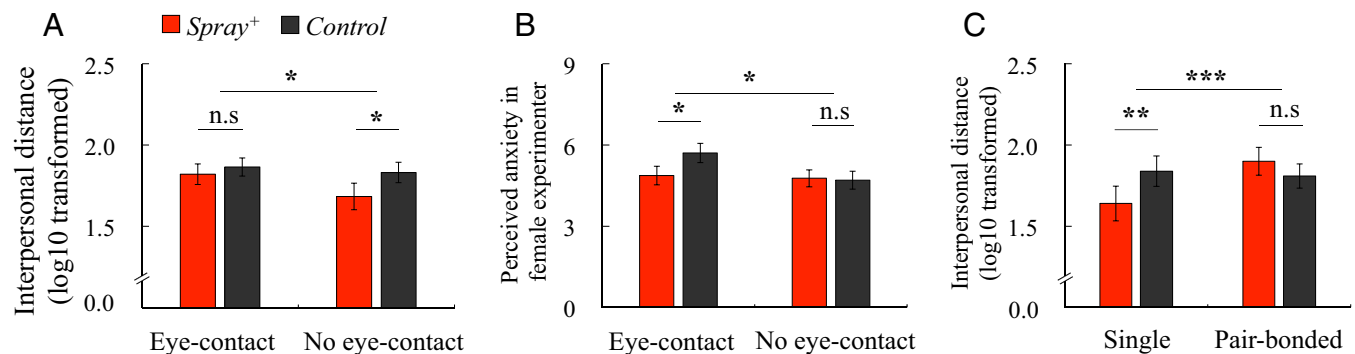 A
Spray+
Control
Interpersonal distance
(log10 transformed)
2.5
2.0
1.5
0.0
*
n.s
*
Eye-contact
No eye-contact
B
Perceived anxiety in
female experimenter
9
6
3
0
*
*
n.s
Eye-contact
No eye-contact
C
Interpersonal distance
(log10 transformed)
2.5
2.0
1.5
0.0
***
**
n.s
Single
Pair-bonded